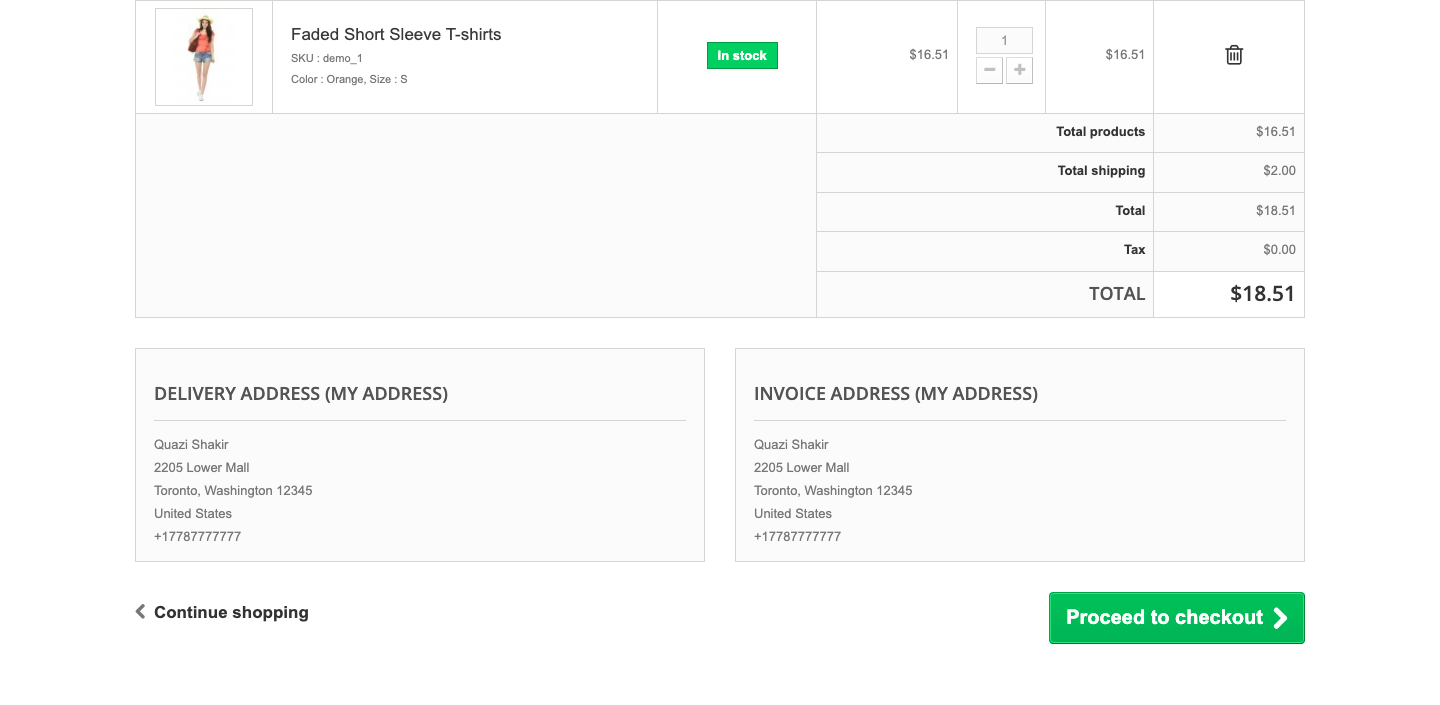 Faded Short Sleeve T-shirts
SKU : demo_1
Color : Orange, Size : S
In stock
$16.51
1
$16.51
Total products $16.51
Total shipping $2.00
Total $18.51
Tax $0.00
TOTAL $18.51
DELIVERY ADDRESS (MY ADDRESS)
Quazi Shakir
2205 Lower Mall
Toronto, Washington 12345
United States
+17787777777
INVOICE ADDRESS (MY ADDRESS)
Quazi Shakir
2205 Lower Mall
Toronto, Washington 12345
United States
+17787777777
Continue shopping
Proceed to checkout